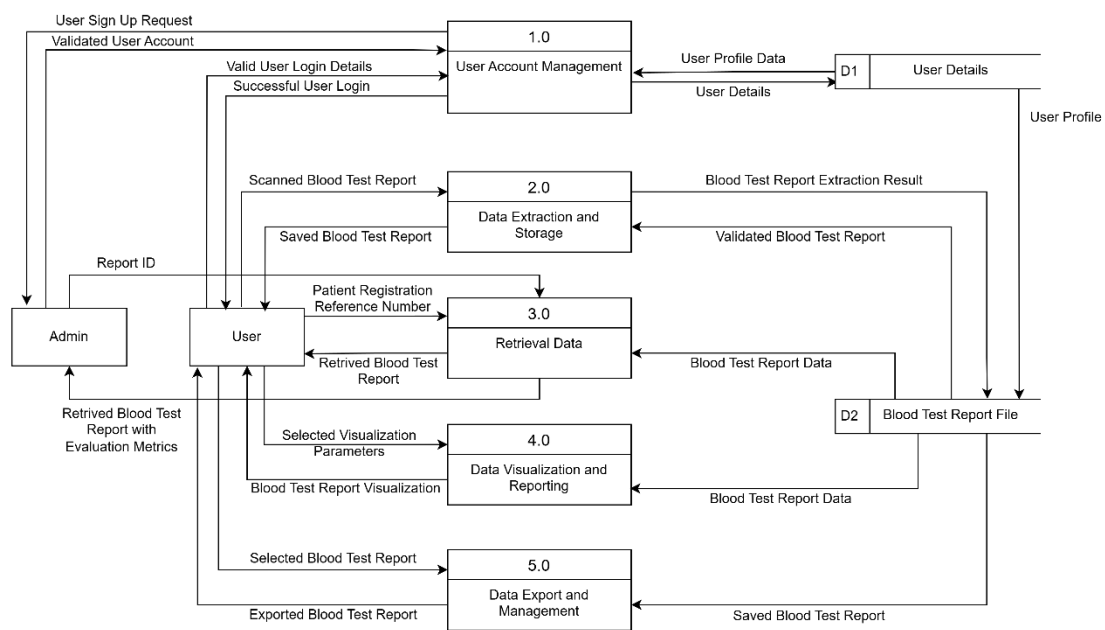 User Sign Up Request
Validated User Account
1.0
User Account Management
Valid User Login Details
Successful User Login
User Profile Data
User Details
D1
User Details
User Profile
Scanned Blood Test Report
2.0
Data Extraction and
Storage
Blood Test Report Extraction Result
Saved Blood Test Report
Validated Blood Test Report
Report ID
Patient Registration
Reference Number
3.0
Retrieval Data
Admin
User
Retrived Blood Test
Report
Blood Test Report Data
D2
Blood Test Report File
Retrived Blood Test
Report with
Evaluation Metrics
Selected Visualization
Parameters
4.0
Data Visualization and
Reporting
Blood Test Report Visualization
Blood Test Report Data
Selected Blood Test Report
5.0
Data Export and
Management
Exported Blood Test Report
Saved Blood Test Report